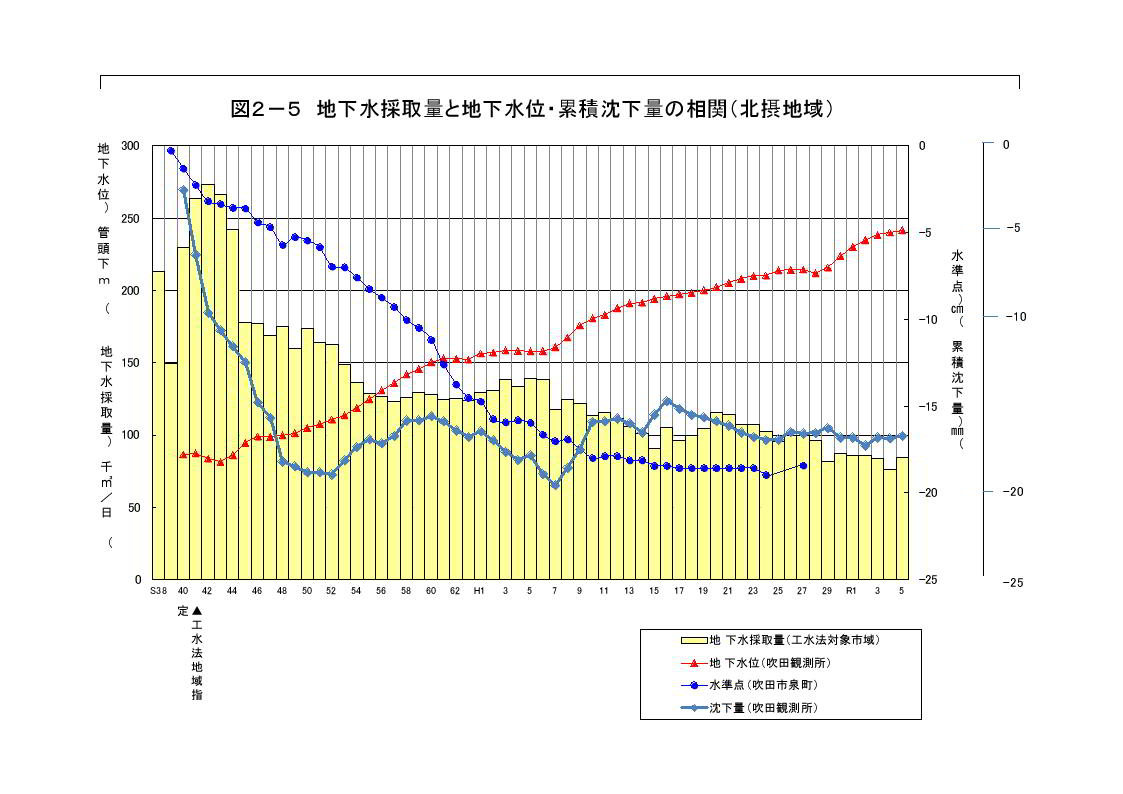 図2－5 地下水採取量と地下水位・累積沈下量の相関（北摂地域）
地下水位）管頭下m（
地下水採取量）千㎥／日（
300
250
200
150
100
50
0
0
-5
-10
-15
-20
-25
水準点）㎝（
累積沈下量）㎜（
0
-5
-10
-20
-25
S38 40 42 44 46 48 50 52 54 56 58 60 62 H1 3 5 7 9 11 13 15 17 19 21 23 25 27 29 R1 3 5
▲工水法地域指
定
地下水採取量（工水法対象市域）
地下水位（吹田観測所）
水準点（吹田市泉町）
沈下量（吹田観測所）